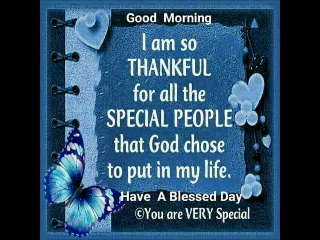 Good Morning
I am so
THANKFUL
for all the
SPECIAL PEOPLE
that God chose
to put in my life.
Have A Blessed Day
©You are VERY Special